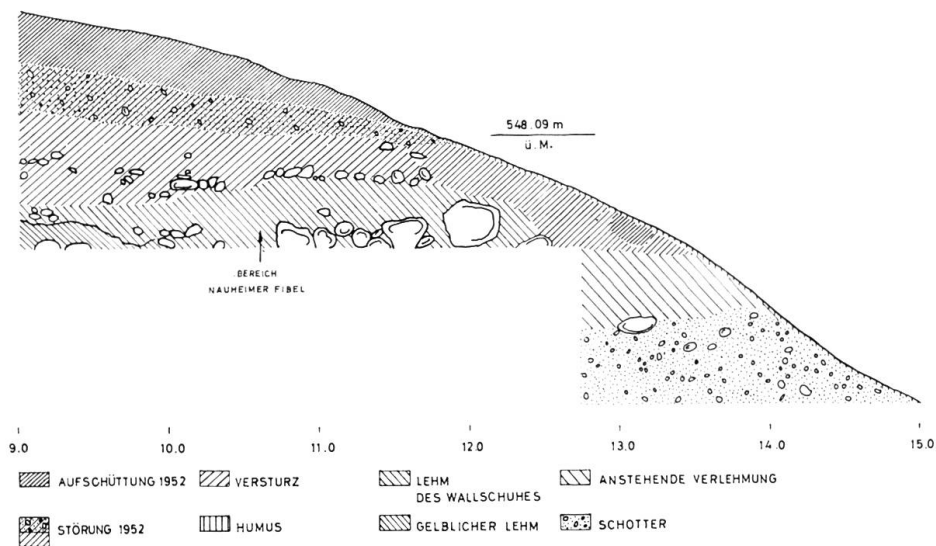 548.09 m
ü. M.
BEREICH
NAUHEIMER FIBEL
9.0 10.0 11.0 12.0 13.0 14.0 15.0
AUFSCHÜTTUNG 1952 VERSTURZ LEHM DES WALLSCHUHES ANSTEHENDE VERLEHMUNG
STÖRUNG 1952 HUMUS GELBLICHER LEHM SCHOTTER